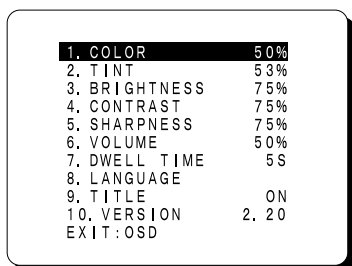 1. COLOR 50%
2. TINT 53%
3. BRIGHTNESS 75%
4. CONTRAST 75%
5. SHARPNESS 75%
6. VOLUME 50%
7. DWELL TIME 5S
8. LANGUAGE
9. TITLE ON
10. VERSION 2. 20
EXIT:OSD